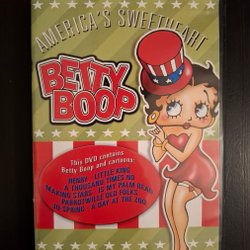 AMERICA'S SWEETHEART
BETTY
BOOP
This DVD contains
Betty Boop and cartoons:
HENRY - LITTLE KING
- A THOUSAND TIMES NO
MAKING STARS - IS MY PALM READ
- PARROTVILLE OLD FOLKS
IN SPRING - A DAY AT THE ZOO